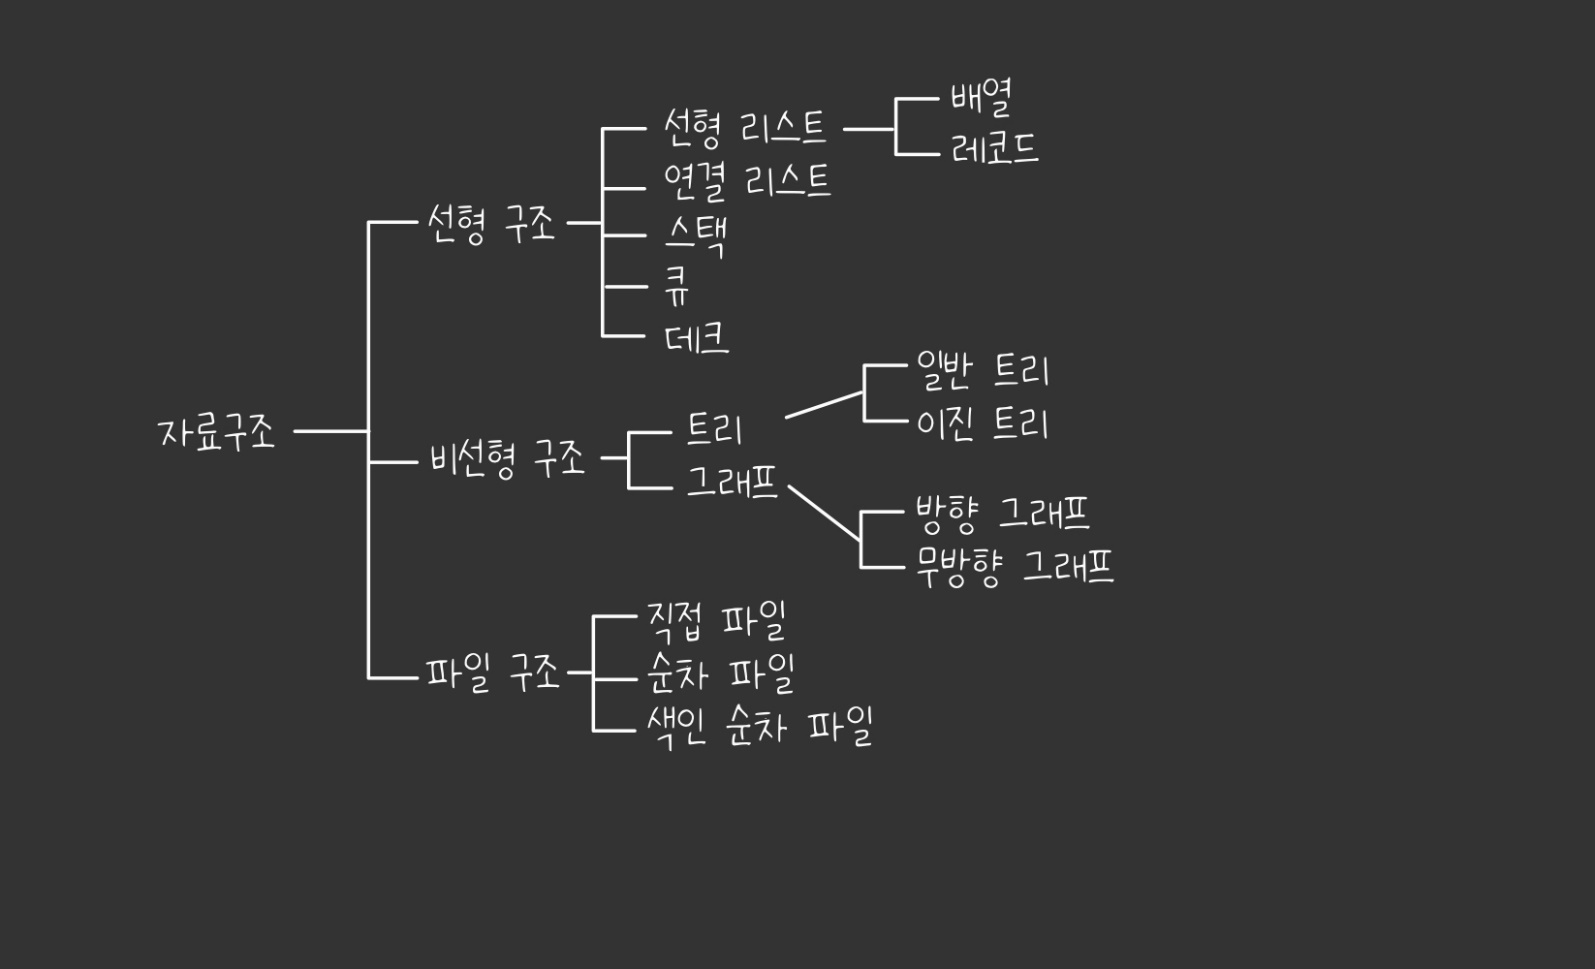 자료구조
선형 구조
선형 리스트
배열
레코드
연결 리스트
스택
큐
데크
비선형 구조
트리
일반 트리
이진 트리
그래프
방향 그래프
무방향 그래프
파일 구조
직접 파일
순차 파일
색인 순차 파일